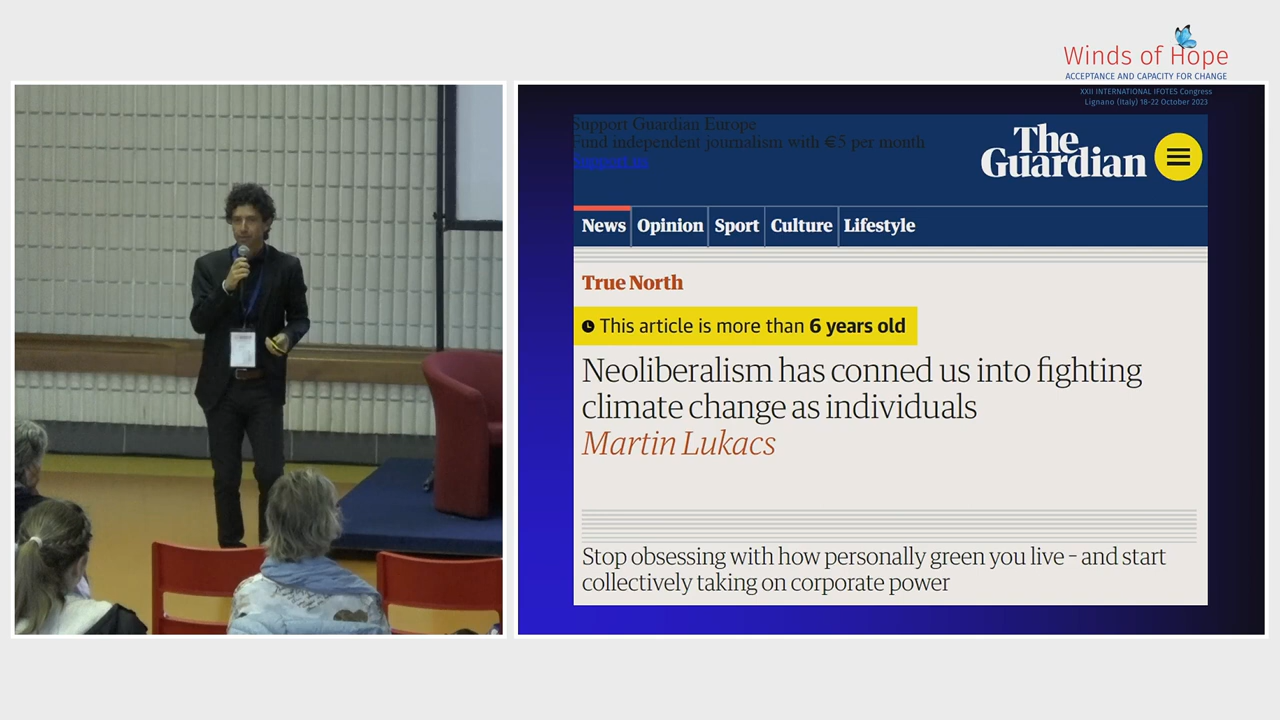 Winds of Hope
ACCEPTANCE AND CAPACITY FOR CHANGE
XXII INTERNATIONAL IFOTES Congress
Lignano (Italy) 18-22 October 2023
Support Guardian Europe
Fund independent journalism with €5 per month
Support us
The
Guardian
News
Opinion
Sport
Culture
Lifestyle
True North
This article is more than 6 years old
Neoliberalism has conned us into fighting
climate change as individuals
Martin Lukacs
Stop obsessing with how personally green you live – and start
collectively taking on corporate power